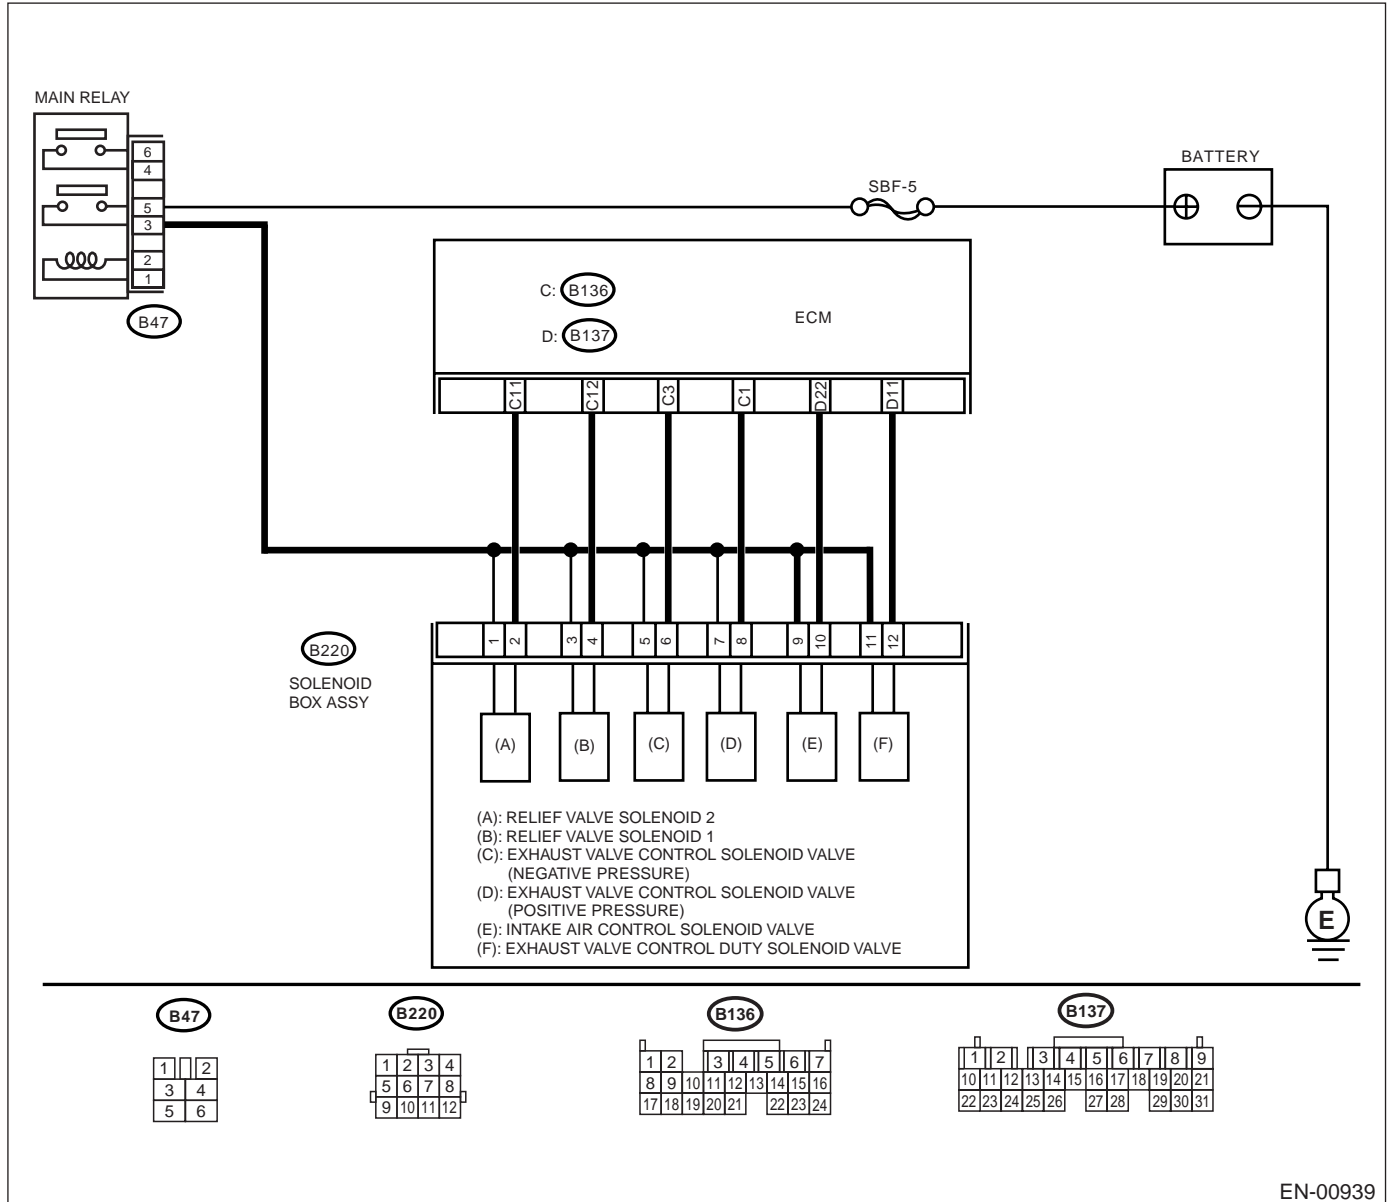 MAIN RELAY
6
4
5
3
2
1
B47
SBF-5
BATTERY
C: B136
D: B137
ECM
C11 C12 C3 C1 D22 D11
B220
SOLENOID
BOX ASSY
1 2 3 4 5 6 7 8 9 10 11 12
(A) (B) (C) (D) (E) (F)
(A): RELIEF VALVE SOLENOID 2
(B): RELIEF VALVE SOLENOID 1
(C): EXHAUST VALVE CONTROL SOLENOID VALVE
(NEGATIVE PRESSURE)
(D): EXHAUST VALVE CONTROL SOLENOID VALVE
(POSITIVE PRESSURE)
(E): INTAKE AIR CONTROL SOLENOID VALVE
(F): EXHAUST VALVE CONTROL DUTY SOLENOID VALVE
E
B47
1 2
3 4
5 6
B220
1 2 3 4
5 6 7 8
9 10 11 12
B136
1 2 3 4 5 6 7
8 9 10 11 12 13 14 15 16
17 18 19 20 21 22 23 24
B137
1 2 3 4 5 6 7 8 9
10 11 12 13 14 15 16 17 18 19 20 21
22 23 24 25 26 27 28 29 30 31
EN-00939